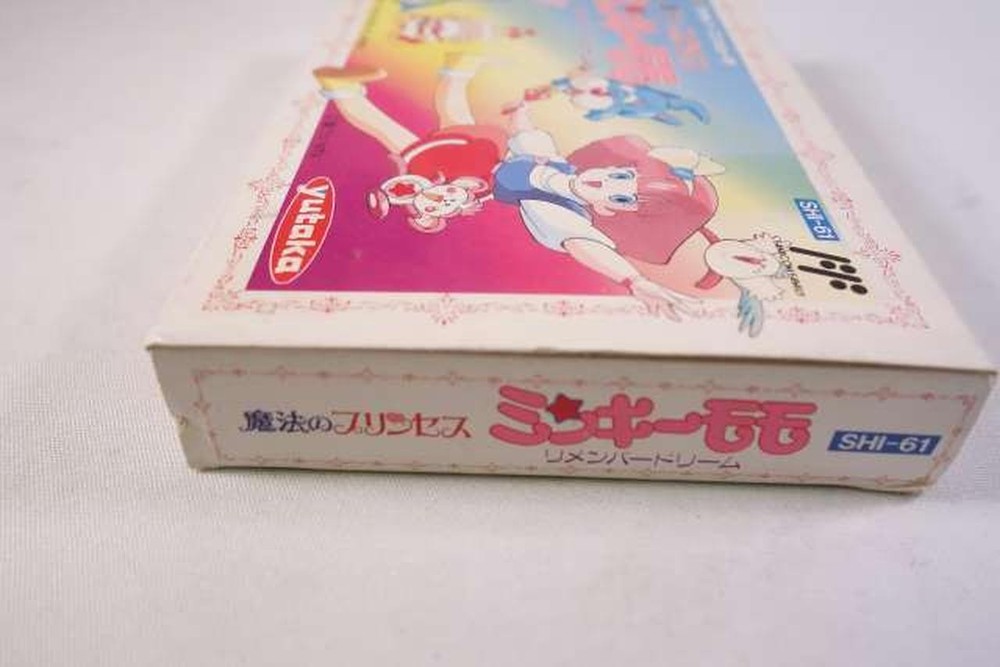 yutaka
SHI-61
魔法のプリンセス
ミンキーモモ
SHI-61
リメンバードリーム